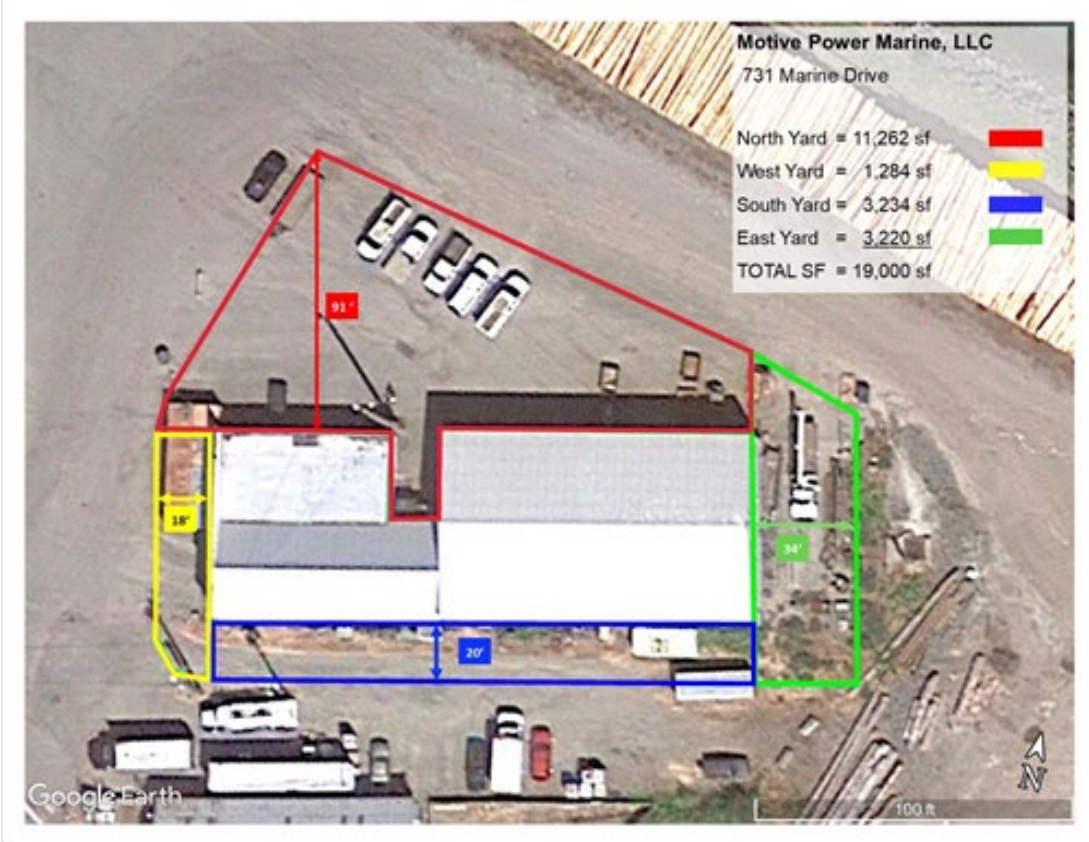 Motive Power Marine, LLC
731 Marine Drive
North Yard = 11,262 sf
West Yard = 1,284 sf
South Yard = 3,234 sf
East Yard = 3,220 sf
TOTAL SF = 19,000 sf
91 '
18'
34'
20'
N
Google Earth
100 ft